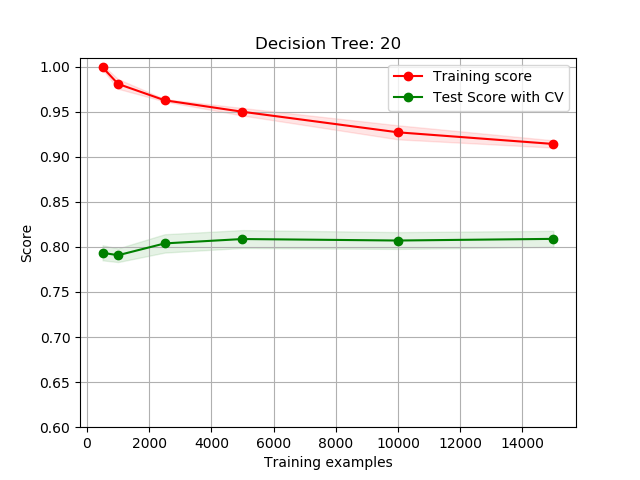 Decision Tree: 20
Training score
Test Score with CV
1.00
0.95
0.90
0.85
0.80
0.75
0.70
0.65
0.60
Score
0 2000 4000 6000 8000 10000 12000 14000
Training examples